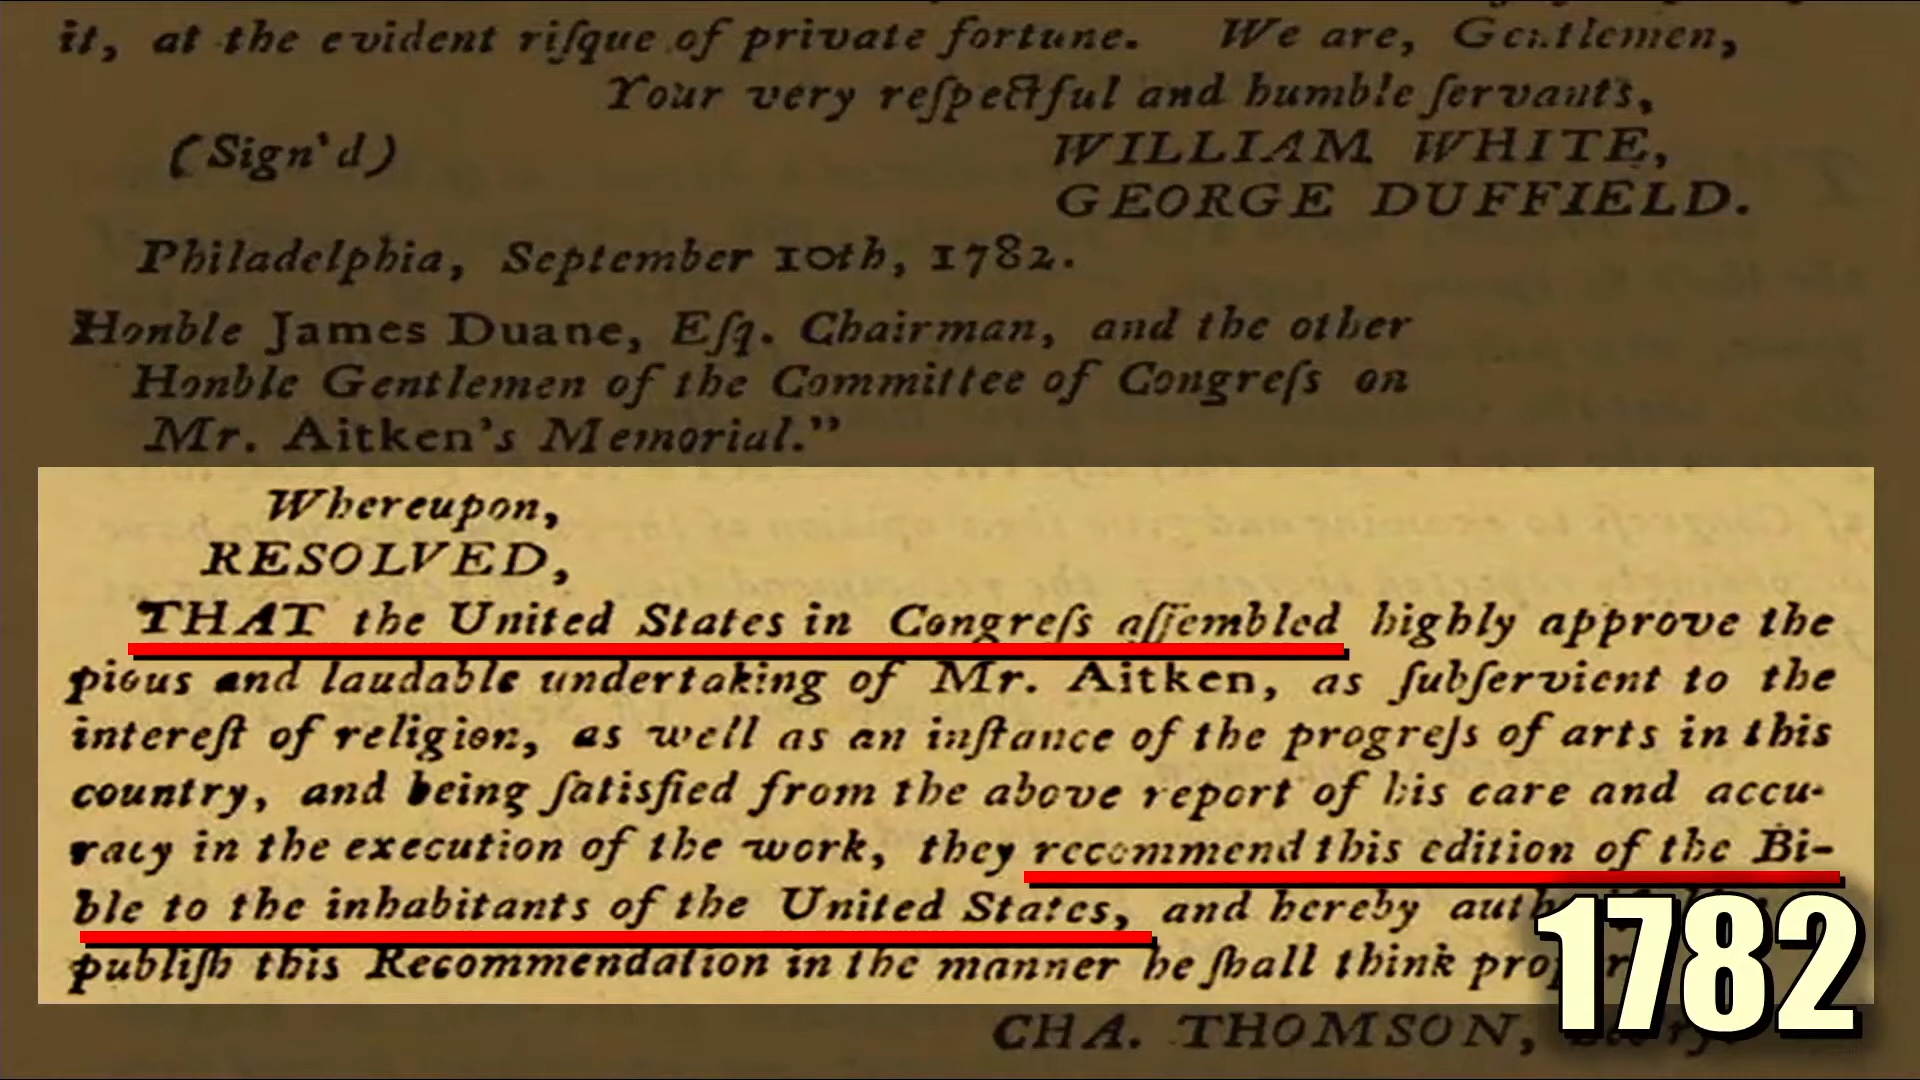 it, at the evident riſque of private fortune. We are, Gentlemen,
Your very reſpectful and humble ſervants,
(Sign'd) WILLIAM WHITE,
GEORGE DUFFIELD.
Philadelphia, September 10th, 1782.
Honble James Duane, Eſq. Chairman, and the other
Honble Gentlemen of the Committee of Congreſs on
Mr. Aitken's Memorial.”
Whereupon,
RESOLVED,
THAT the United States in Congreſs aſſembled highly approve the
pious and laudable undertaking of Mr. Aitken, as ſubſervient to the
intereſt of religion, as well as an inſtance of the progreſs of arts in this
country, and being ſatisfied from the above report of his care and accu-
racy in the execution of the work, they recommend this edition of the Bi-
ble to the inhabitants of the United States, and hereby
publiſh this Recommendation in the manner he ſhall think
1782
CHA. THOMSON,